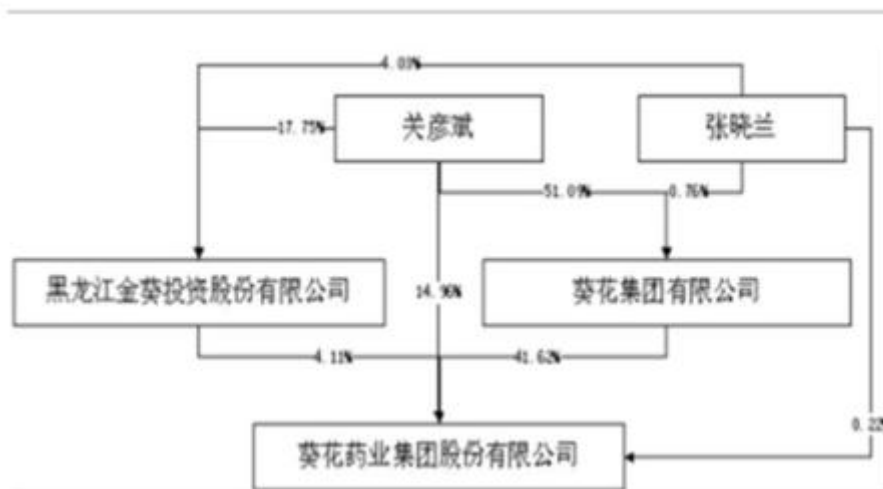 4.03%
17.75%
关彦斌
张晓兰
51.09%
0.76%
黑龙江金葵投资股份有限公司
14.96%
葵花集团有限公司
4.11%
41.62%
0.22%
葵花药业集团股份有限公司